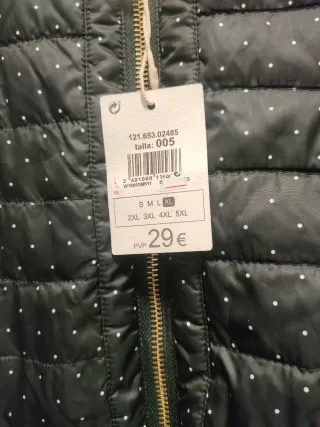 121.653.02485
talla: 005
S M L XL
2XL 3XL 4XL 5XL
PVP 29€